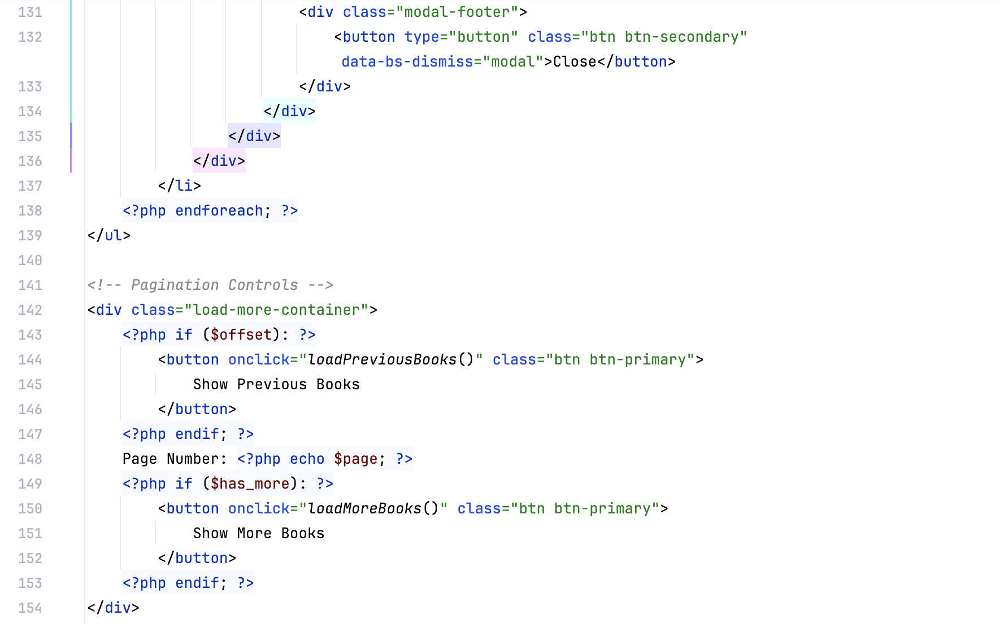 131 <div class="modal-footer">
132 <button type="button" class="btn btn-secondary"
data-bs-dismiss="modal">Close</button>
133 </div>
134 </div>
135 </div>
136 </div>
137 </li>
138 <?php endforeach; ?>
139 </ul>
140
141 <!-- Pagination Controls -->
142 <div class="load-more-container">
143 <?php if ($offset): ?>
144 <button onclick="loadPreviousBooks()" class="btn btn-primary">
145 Show Previous Books
146 </button>
147 <?php endif; ?>
148 Page Number: <?php echo $page; ?>
149 <?php if ($has_more): ?>
150 <button onclick="loadMoreBooks()" class="btn btn-primary">
151 Show More Books
152 </button>
153 <?php endif; ?>
154 </div>